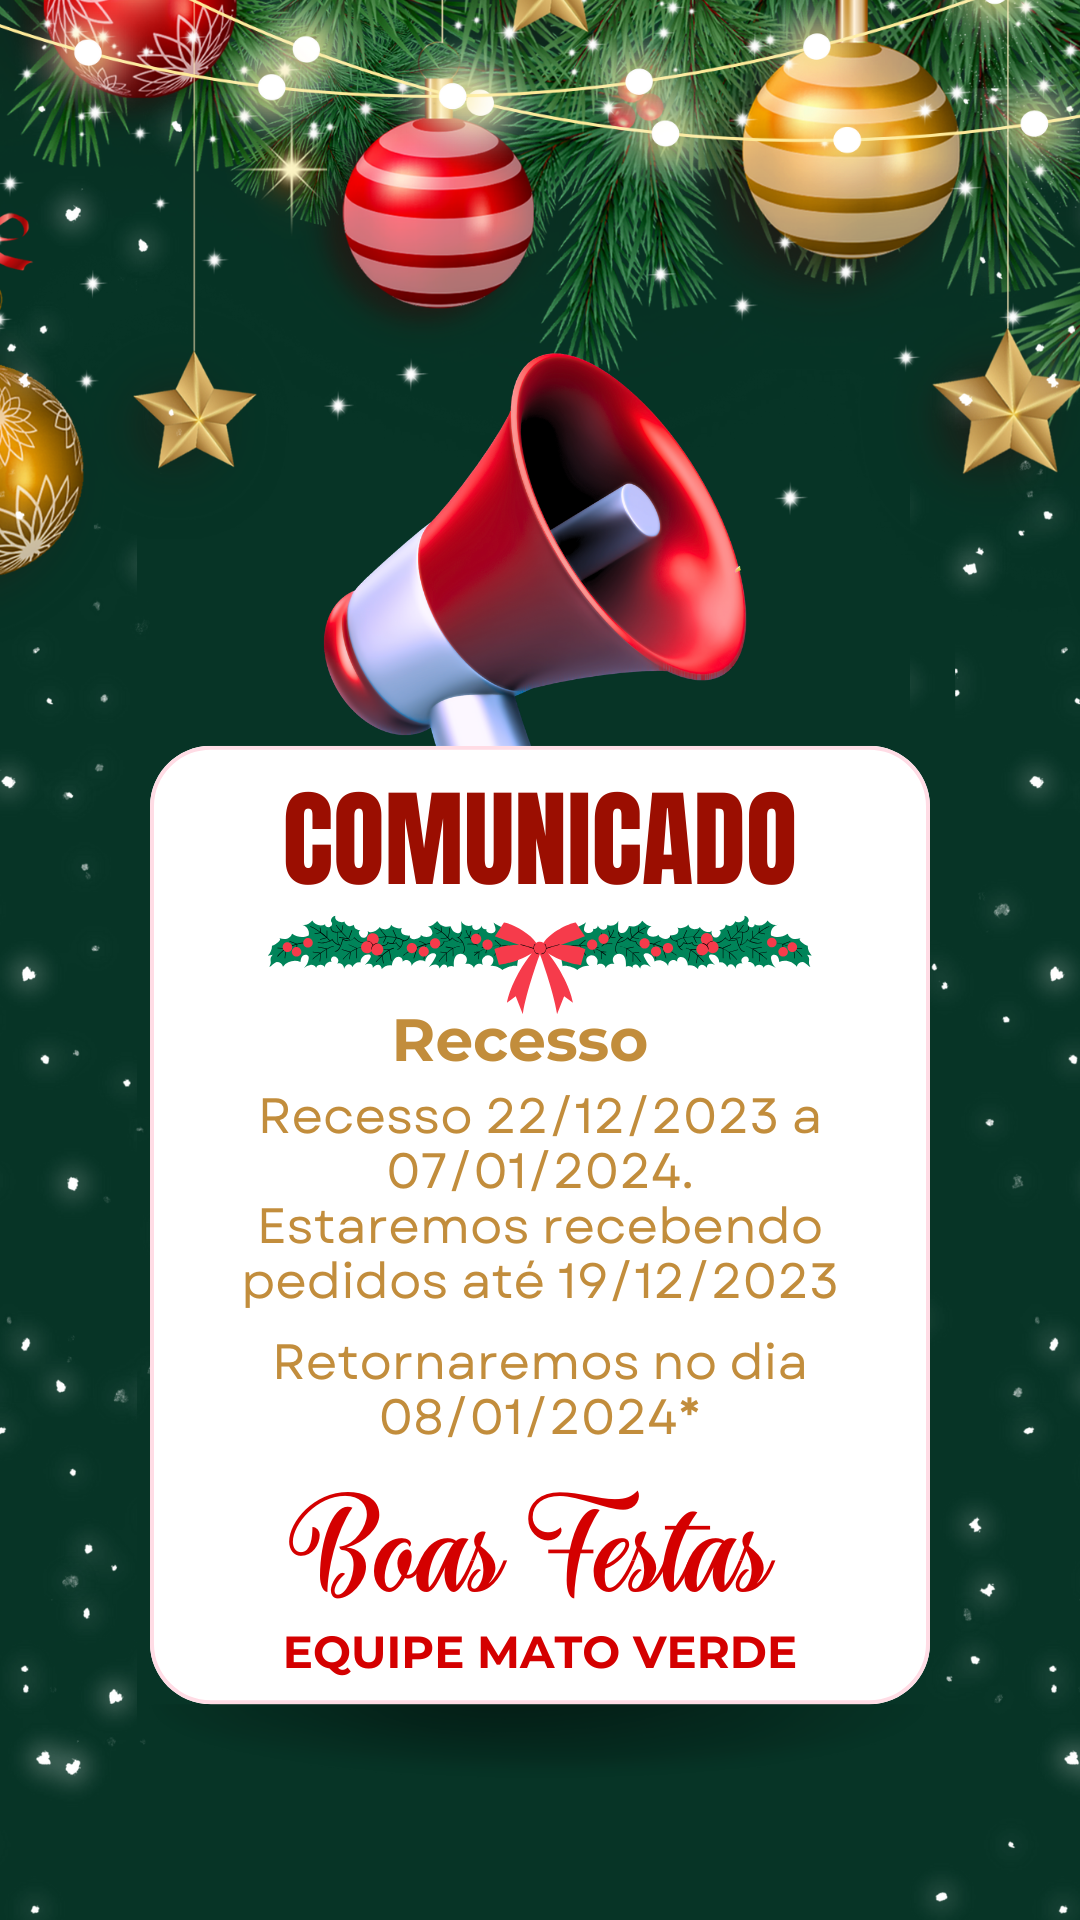 COMUNICADO
Recesso
Recesso 22/12/2023 a
07/01/2024.
Estaremos recebendo
pedidos até 19/12/2023
Retornaremos no dia
08/01/2024*
Boas Festas
EQUIPE MATO VERDE